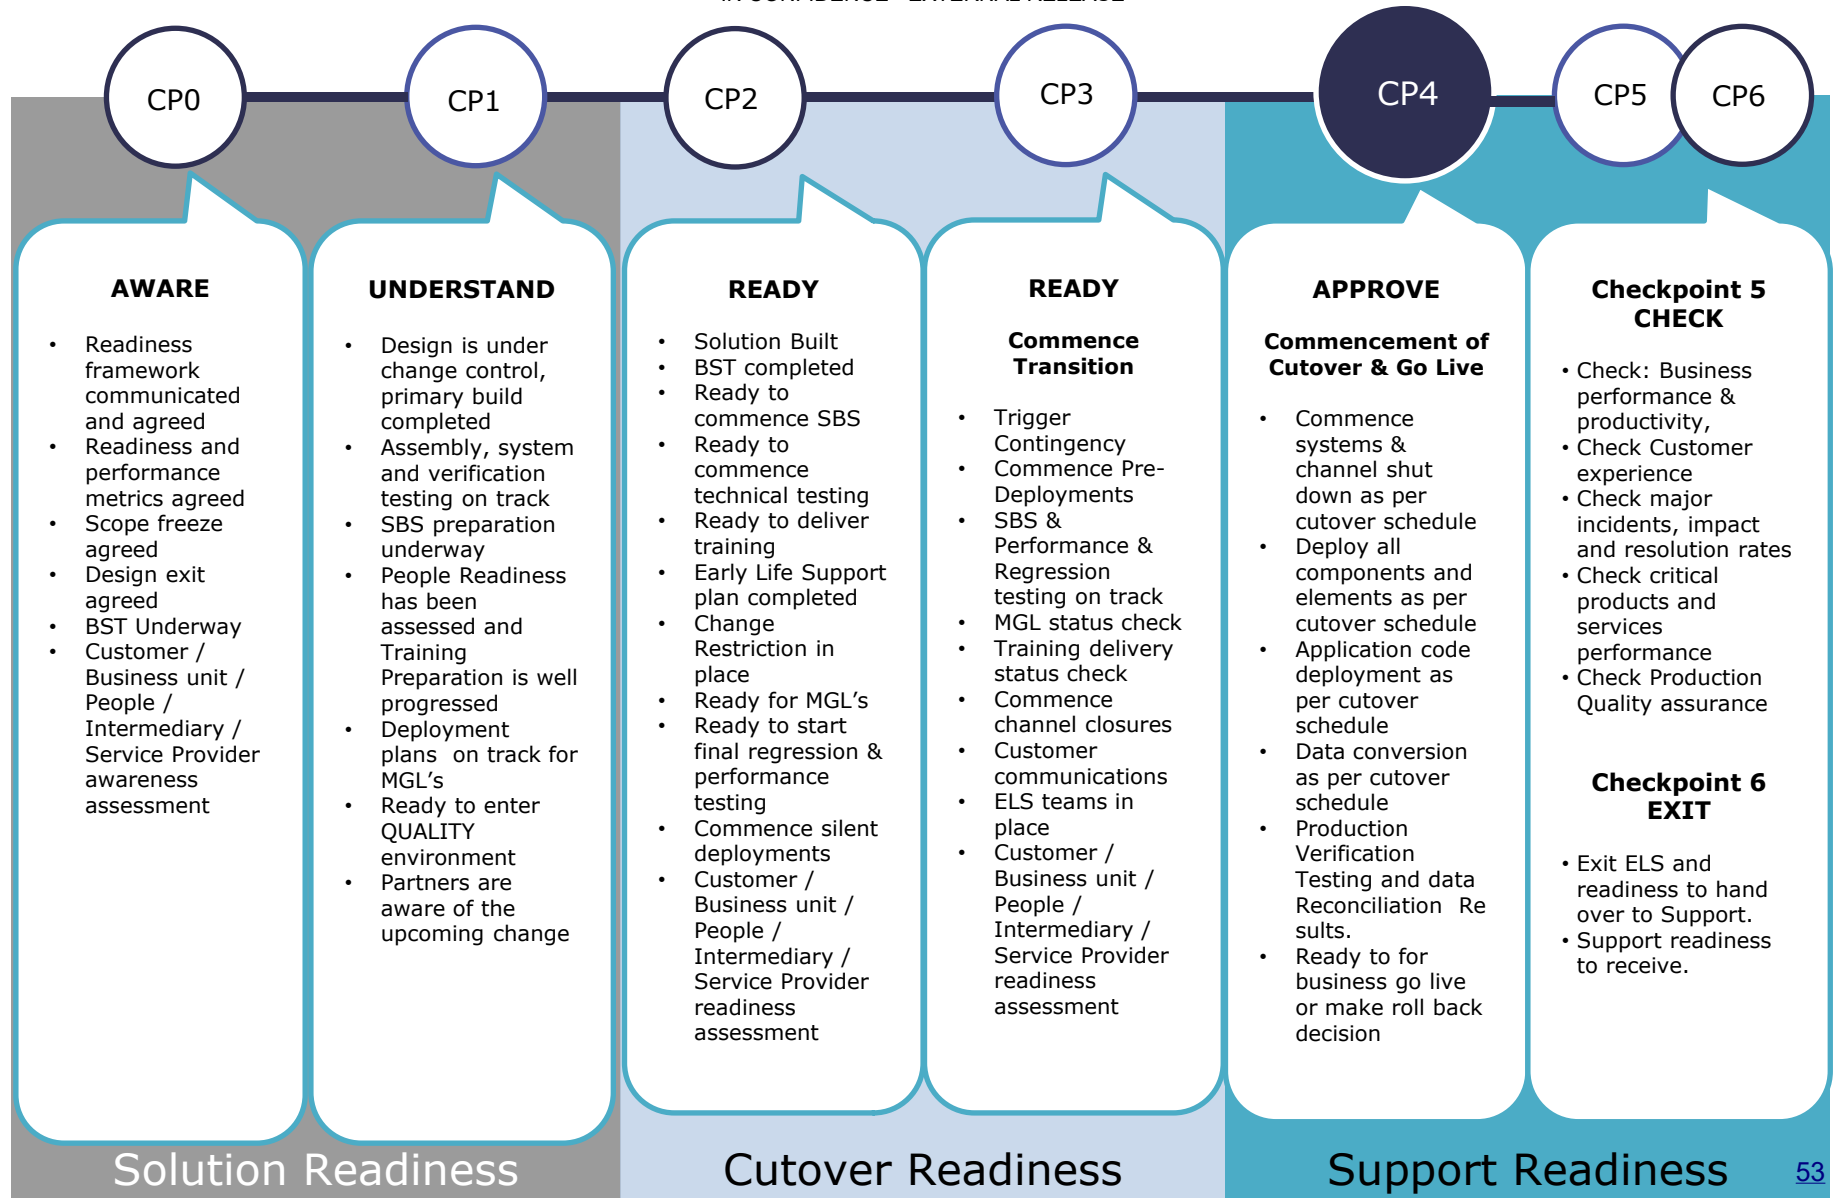 CP0
CP1
CP2
CP3
CP4
CP5
CP6
AWARE
• Readiness
framework
communicated
and agreed
• Readiness and
performance
metrics agreed
• Scope freeze
agreed
• Design exit
agreed
• BST Underway
• Customer /
Business unit /
People /
Intermediary /
Service Provider
awareness
assessment
UNDERSTAND
• Design is under
change control,
primary build
completed
• Assembly, system
and verification
testing on track
• SBS preparation
underway
• People Readiness
has been
assessed and
Training
Preparation is well
progressed
• Deployment
plans on track for
MGL’s
• Ready to enter
QUALITY
environment
• Partners are
aware of the
upcoming change
READY
• Solution Built
• BST completed
• Ready to
commence SBS
• Ready to
commence
technical testing
• Ready to deliver
training
• Early Life Support
plan completed
• Change
Restriction in
place
• Ready for MGL’s
• Ready to start
final regression &
performance
testing
• Commence silent
deployments
• Customer /
Business unit /
People /
Intermediary /
Service Provider
readiness
assessment
READY
Commence
Transition
• Trigger
Contingency
• Commence Pre-
Deployments
• SBS &
Performance &
Regression
testing on track
• MGL status check
• Training delivery
status check
• Commence
channel closures
• Customer
communications
• ELS teams in
place
• Customer /
Business unit /
People /
Intermediary /
Service Provider
readiness
assessment
APPROVE
Commencement of
Cutover & Go Live
• Commence
systems &
channel shut
down as per
cutover schedule
• Deploy all
components and
elements as per
cutover schedule
• Application code
deployment as
per cutover
schedule
• Data conversion
as per cutover
schedule
• Production
Verification
Testing and data
Reconciliation Re
sults.
• Ready to for
business go live
or make roll back
decision
Checkpoint 5
CHECK
• Check: Business
performance &
productivity,
• Check Customer
experience
• Check major
incidents, impact
and resolution rates
• Check critical
products and
services
performance
• Check Production
Quality assurance
Checkpoint 6
EXIT
• Exit ELS and
readiness to hand
over to Support.
• Support readiness
to receive.
Solution Readiness
Cutover Readiness
Support Readiness
53